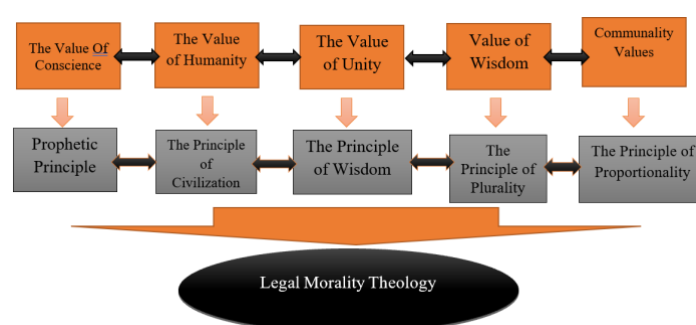 The Value Of
Conscience
The Value
of Humanity
The Value
of Unity
Value of
Wisdom
Communality
Values
Prophetic
Principle
The Principle
of
Civilization
The Principle
of Wisdom
The
Principle of
Plurality
The Principle of
Proportionality
Legal Morality Theology